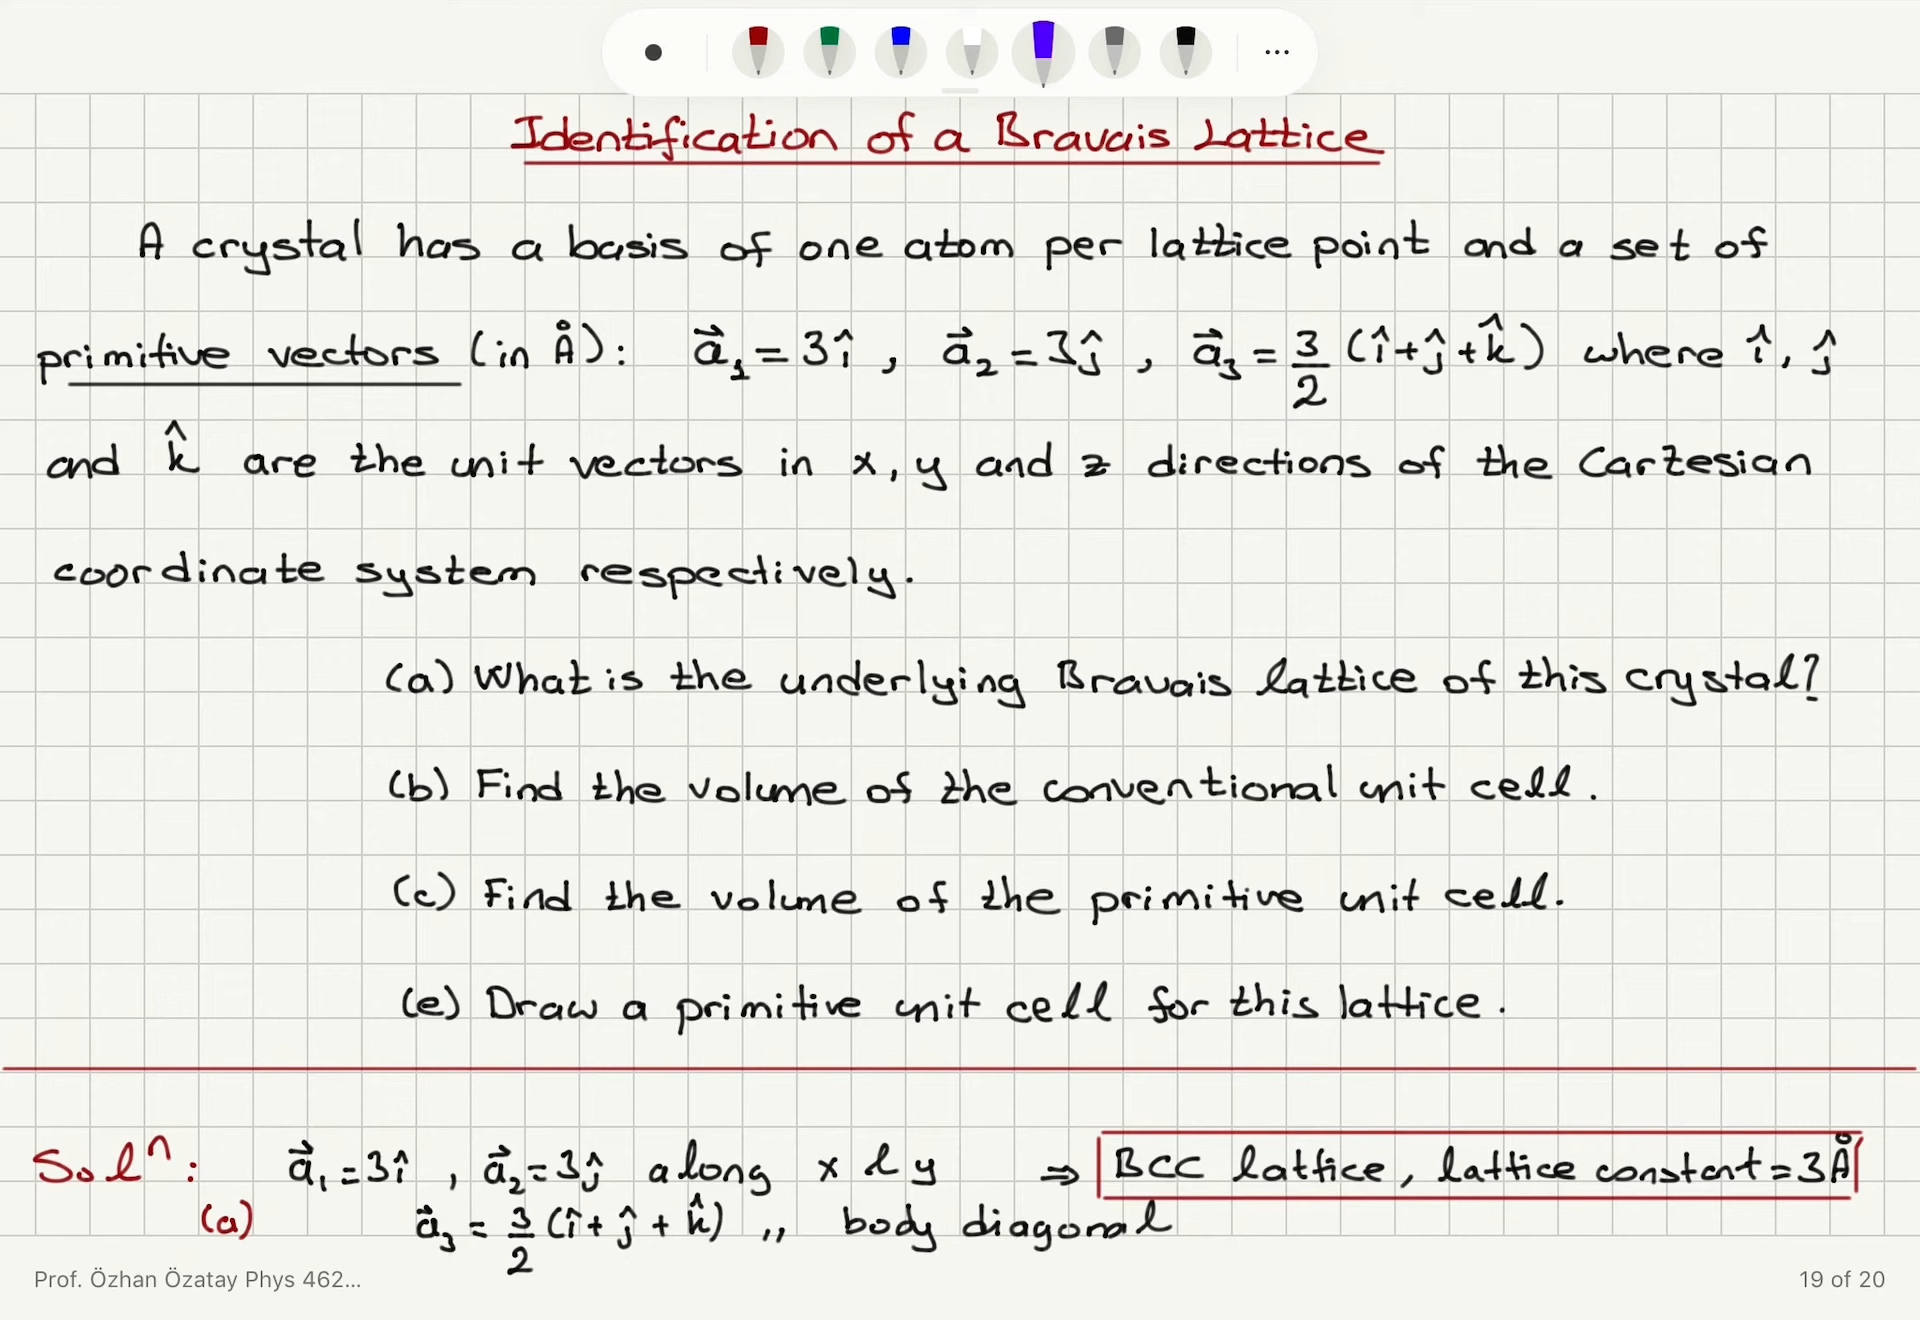 Identification of a Bravais Lattice
A crystal has a basis of one atom per lattice point and a set of
primitive vectors (in Å): a⃗₁ = 3î , a⃗₂ = 3ĵ , a⃗₃ = 3/2 (î+ĵ+k̂) where î, ĵ
and k̂ are the unit vectors in x, y and z directions of the Cartesian
coordinate system respectively.
(a) What is the underlying Bravais lattice of this crystal?
(b) Find the volume of the conventional unit cell.
(c) Find the volume of the primitive unit cell.
(e) Draw a primitive unit cell for this lattice.
Solⁿ: a⃗₁ = 3î , a⃗₂ = 3ĵ along x & y ⇒ BCC lattice, lattice constant = 3Å
(a) a⃗₃ = 3/2 (î+ĵ+k̂) ,, body diagonal
Prof. Özhan Özatay Phys 462...
19 of 20